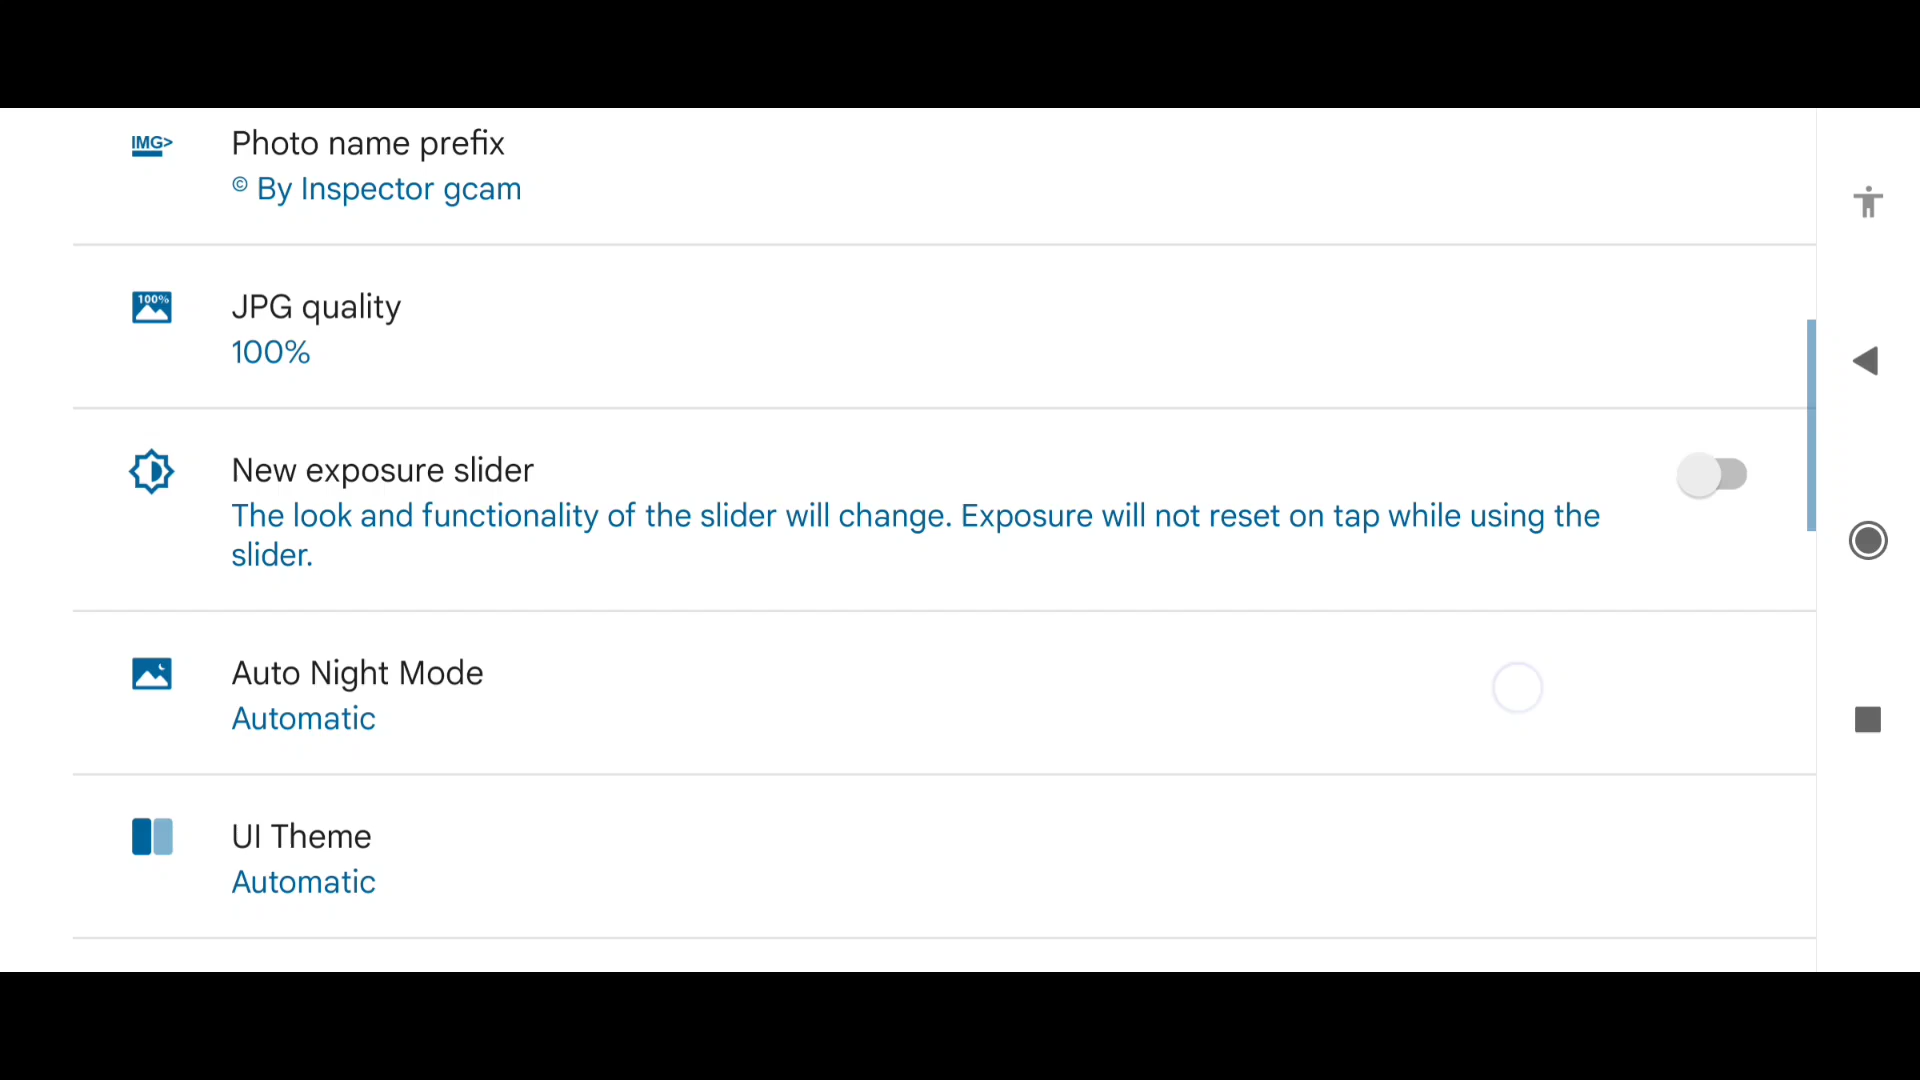 IMG>
Photo name prefix
© By Inspector gcam
100%
JPG quality
100%
New exposure slider
The look and functionality of the slider will change. Exposure will not reset on tap while using the
slider.
Auto Night Mode
Automatic
UI Theme
Automatic